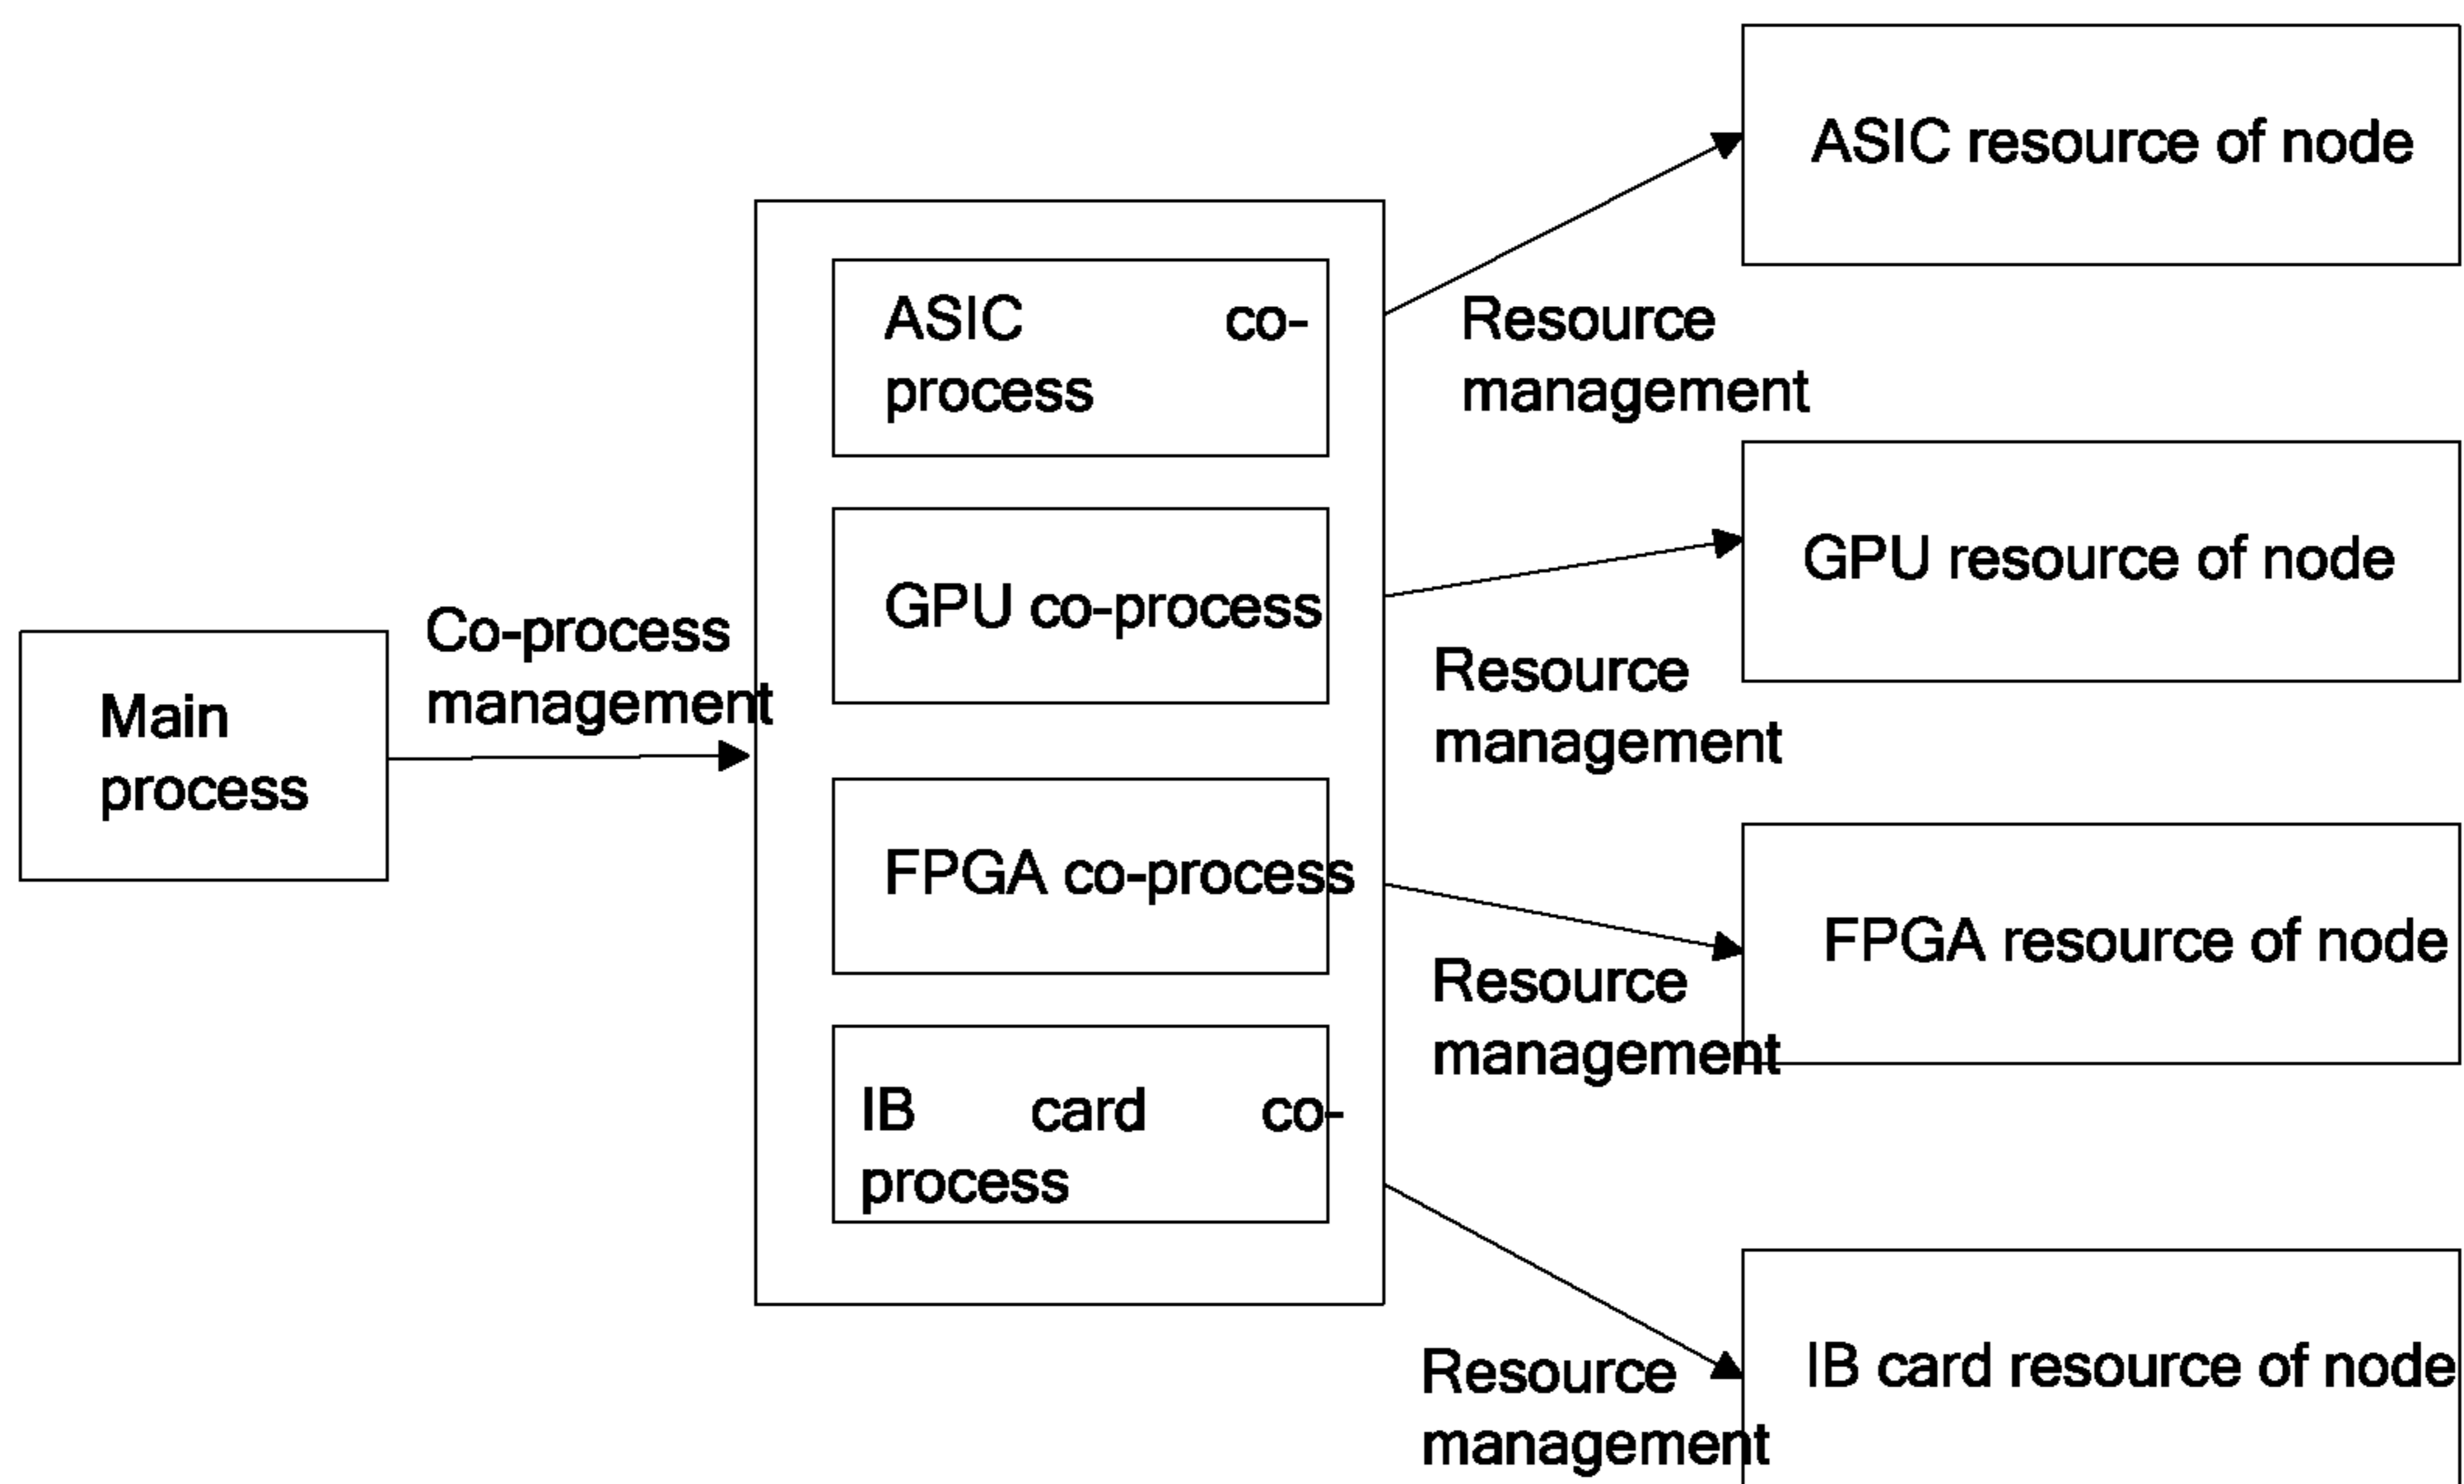 Main
process
Co-process
management
ASIC co-
process
GPU co-process
FPGA co-process
IB card co-
process
Resource
management
Resource
management
Resource
management
Resource
management
ASIC resource of node
GPU resource of node
FPGA resource of node
IB card resource of node